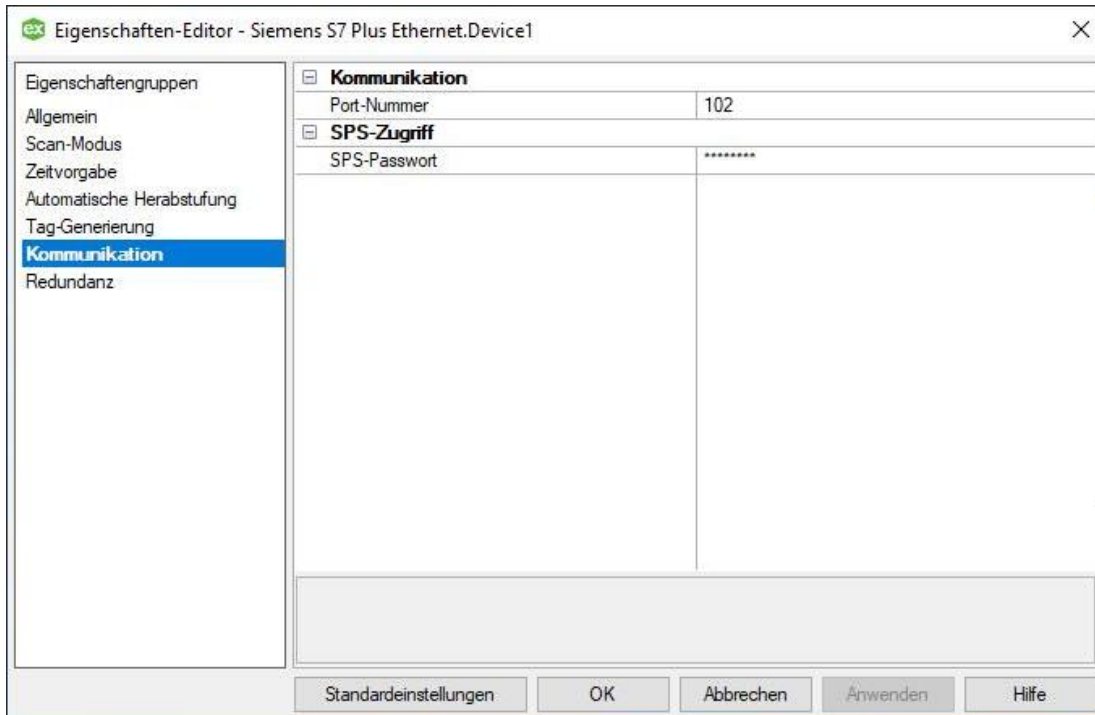 ex Eigenschaften-Editor - Siemens S7 Plus Ethernet.Device1
Eigenschaftengruppen
Allgemein
Scan-Modus
Zeitvorgabe
Automatische Herabstufung
Tag-Generierung
Kommunikation
Redundanz
Kommunikation
Port-Nummer 102
SPS-Zugriff
SPS-Passwort ********
Standardeinstellungen OK Abbrechen Anwenden Hilfe